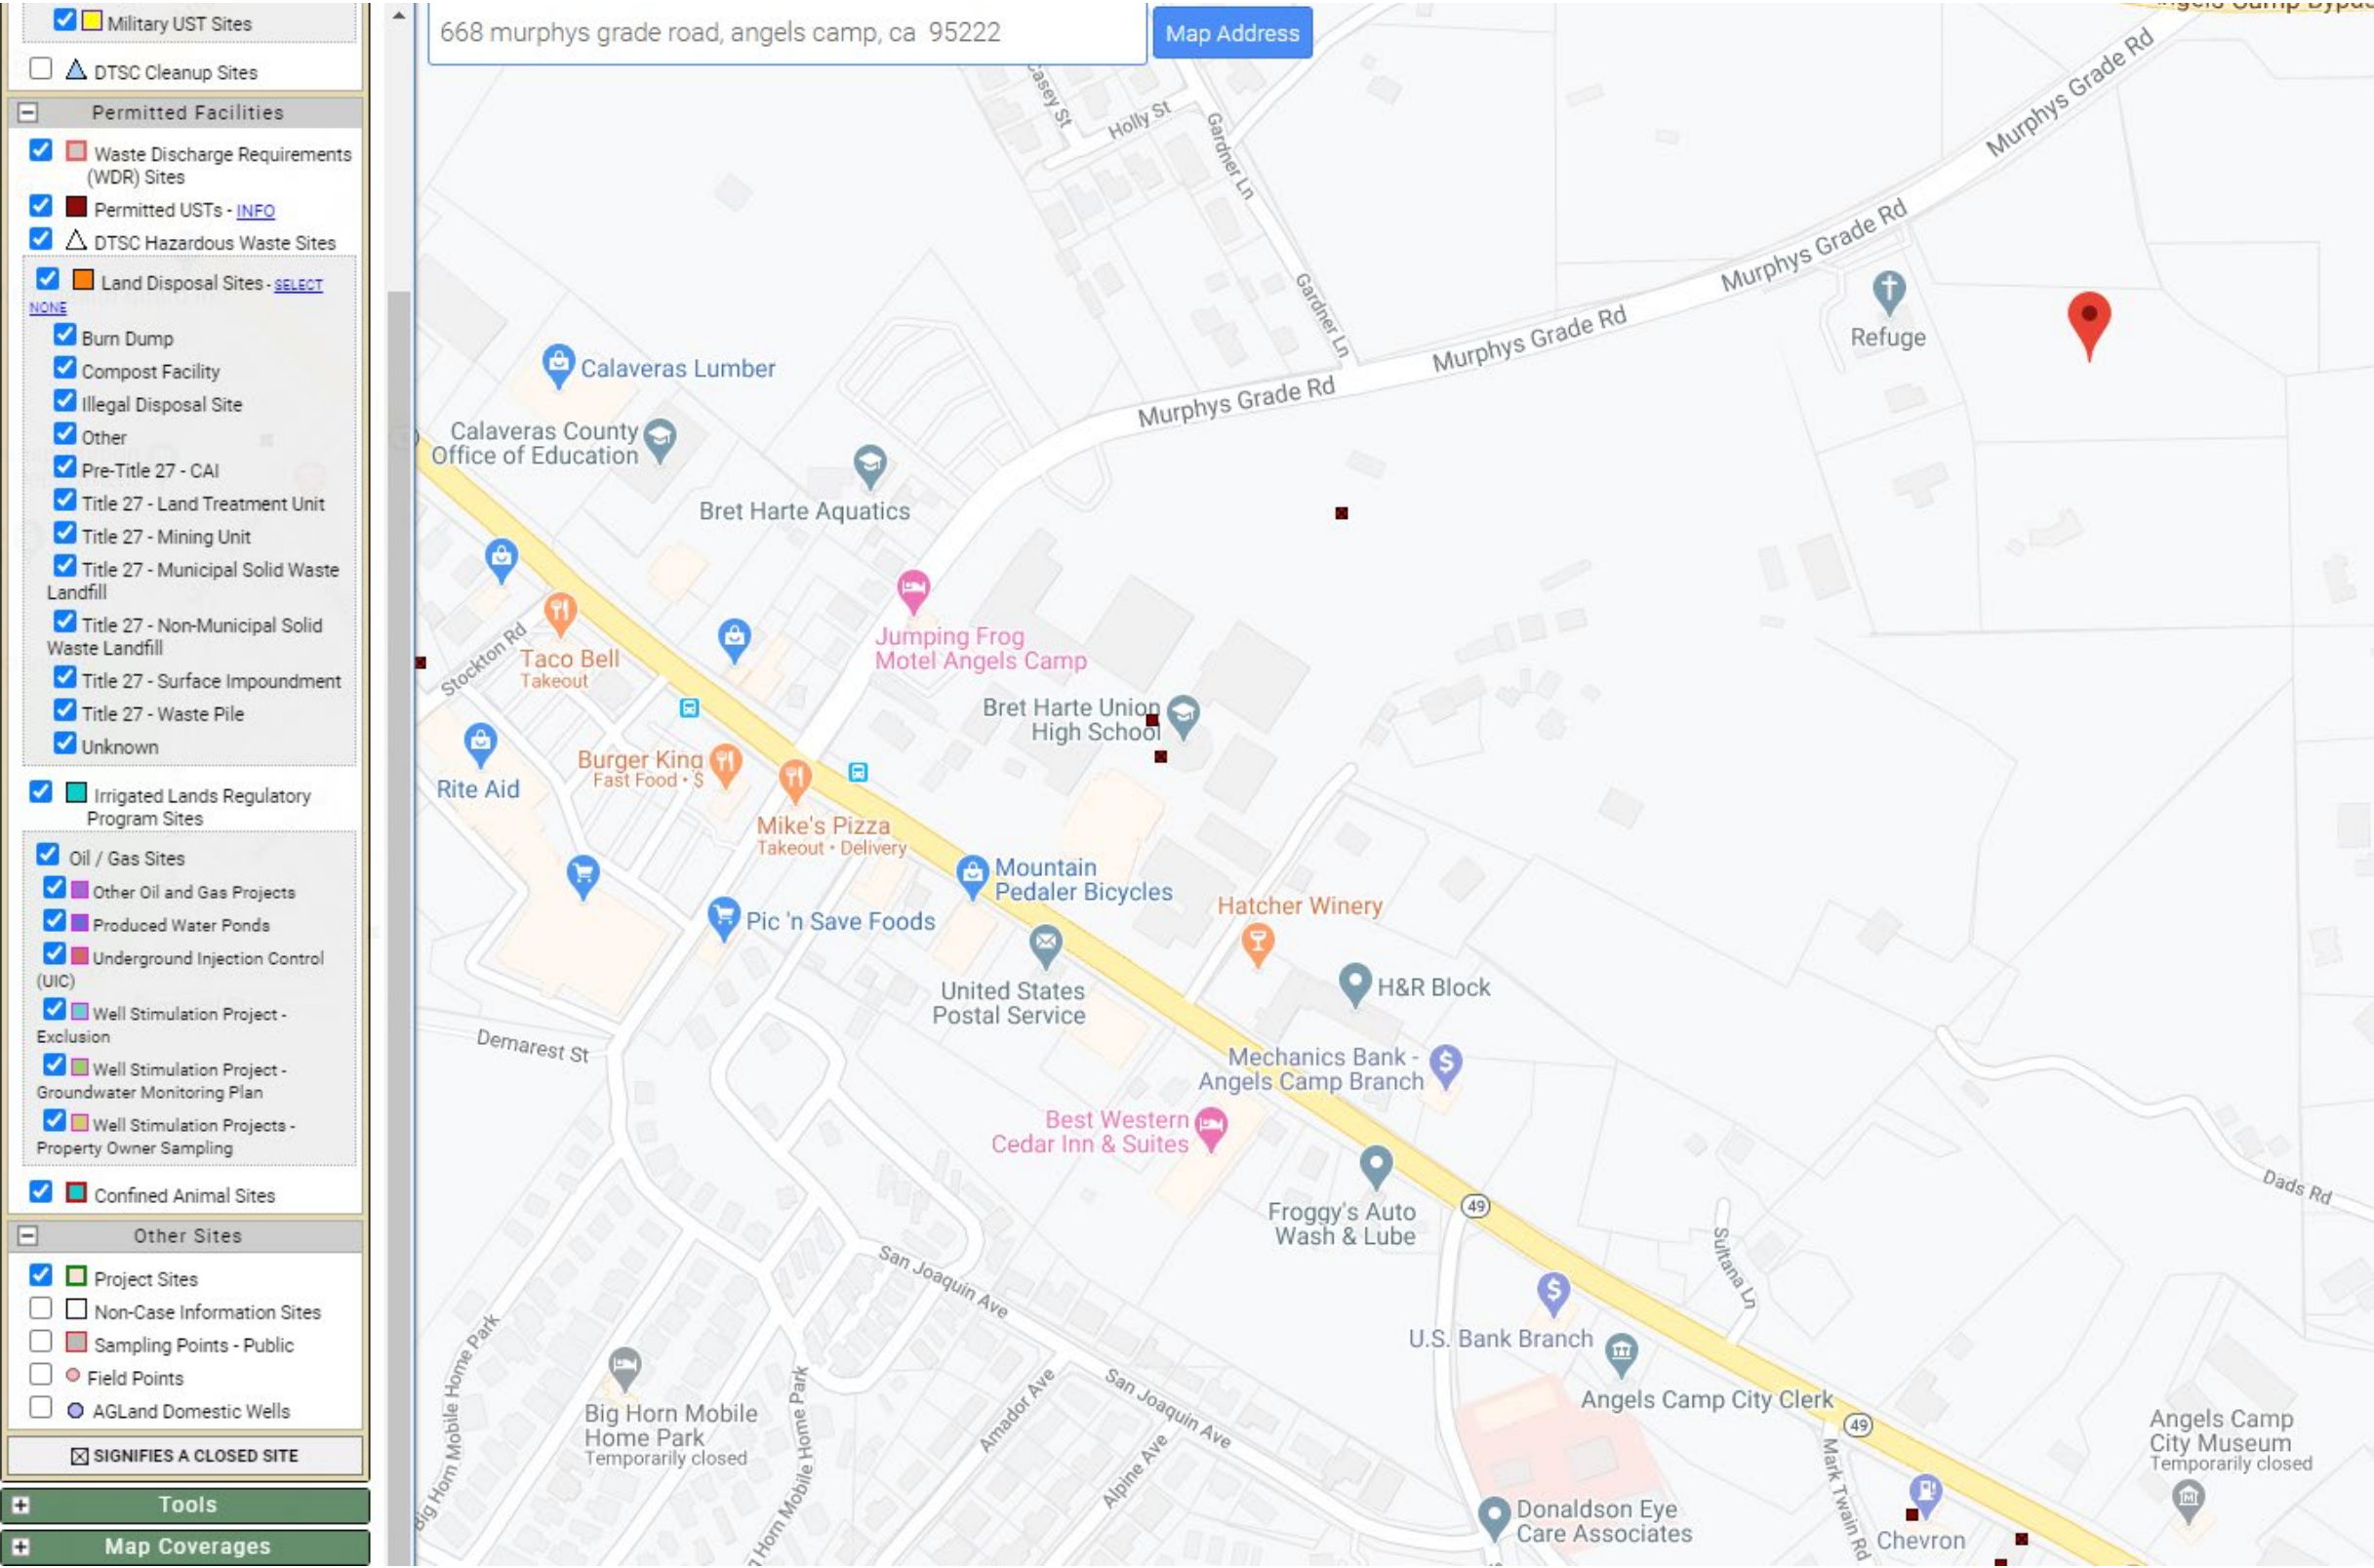 Military UST Sites
DTSC Cleanup Sites
Permitted Facilities
Waste Discharge Requirements
(WDR) Sites
Permitted USTs - INFO
DTSC Hazardous Waste Sites
Land Disposal Sites - SELECT
NONE
Burn Dump
Compost Facility
Illegal Disposal Site
Other
Pre-Title 27 - CAI
Title 27 - Land Treatment Unit
Title 27 - Mining Unit
Title 27 - Municipal Solid Waste
Landfill
Title 27 - Non-Municipal Solid
Waste Landfill
Title 27 - Surface Impoundment
Title 27 - Waste Pile
Unknown
Irrigated Lands Regulatory
Program Sites
Oil / Gas Sites
Other Oil and Gas Projects
Produced Water Ponds
Underground Injection Control
(UIC)
Well Stimulation Project -
Exclusion
Well Stimulation Project -
Groundwater Monitoring Plan
Well Stimulation Projects -
Property Owner Sampling
Confined Animal Sites
Other Sites
Project Sites
Non-Case Information Sites
Sampling Points - Public
Field Points
AGLand Domestic Wells
SIGNIFIES A CLOSED SITE
Tools
Map Coverages
668 murphys grade road, angels camp, ca 95222
Map Address
Casey St
Holly St
Gardner Ln
Gardner Ln
Murphys Grade Rd
Murphys Grade Rd
Murphys Grade Rd
Murphys Grade Rd
Refuge
Calaveras Lumber
Calaveras County
Office of Education
Bret Harte Aquatics
Jumping Frog
Motel Angels Camp
Stockton Rd
Taco Bell
Takeout
Bret Harte Union
High School
Rite Aid
Burger King
Fast Food • $
Mike's Pizza
Takeout • Delivery
Mountain
Pedaler Bicycles
Pic 'n Save Foods
Hatcher Winery
United States
Postal Service
H&R Block
Demarest St
Mechanics Bank -
Angels Camp Branch
Best Western
Cedar Inn & Suites
Froggy's Auto
Wash & Lube
49
Dads Rd
Sultana Ln
San Joaquin Ave
U.S. Bank Branch
Angels Camp City Clerk
Big Horn Mobile Home Park
Big Horn Mobile
Home Park
Temporarily closed
Horn Mobile Home Park
Amador Ave
San Joaquin Ave
Alpine Ave
49
Mark Twain Rd
Angels Camp
City Museum
Temporarily closed
Donaldson Eye
Care Associates
Chevron